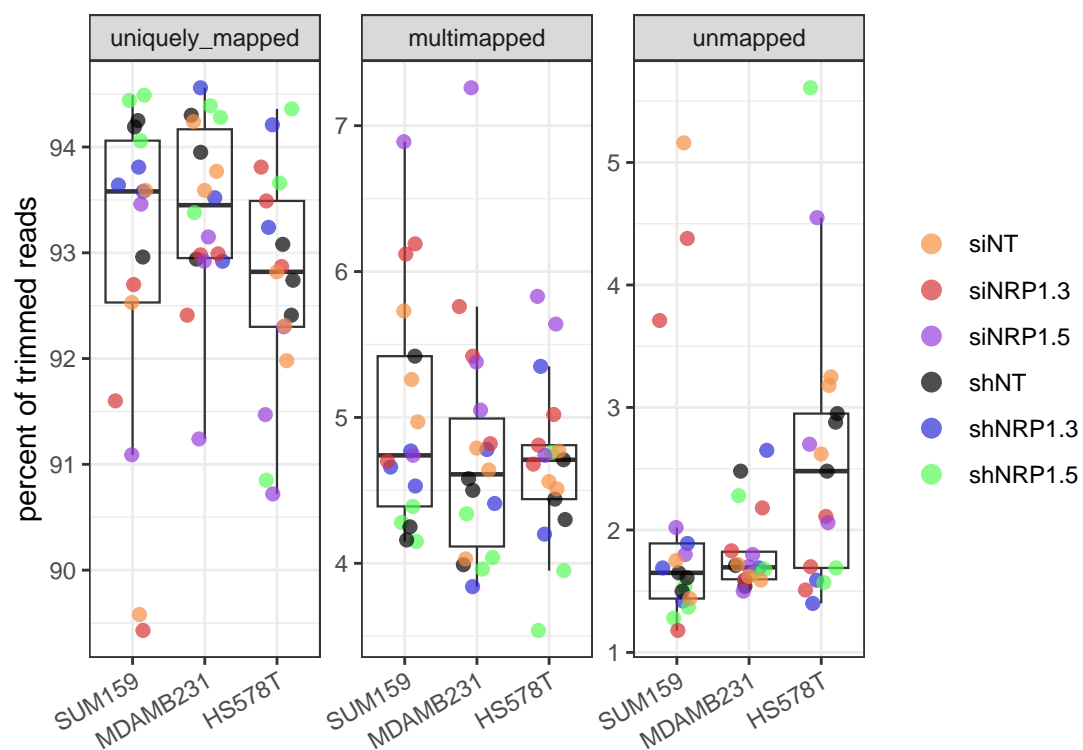 uniquely_mapped
multimapped
unmapped
percent of trimmed reads
94
93
92
91
90
7
6
5
4
5
4
3
2
1
SUM159
MDAMB231
HS578T
SUM159
MDAMB231
HS578T
SUM159
MDAMB231
HS578T
siNT
siNRP1.3
siNRP1.5
shNT
shNRP1.3
shNRP1.5